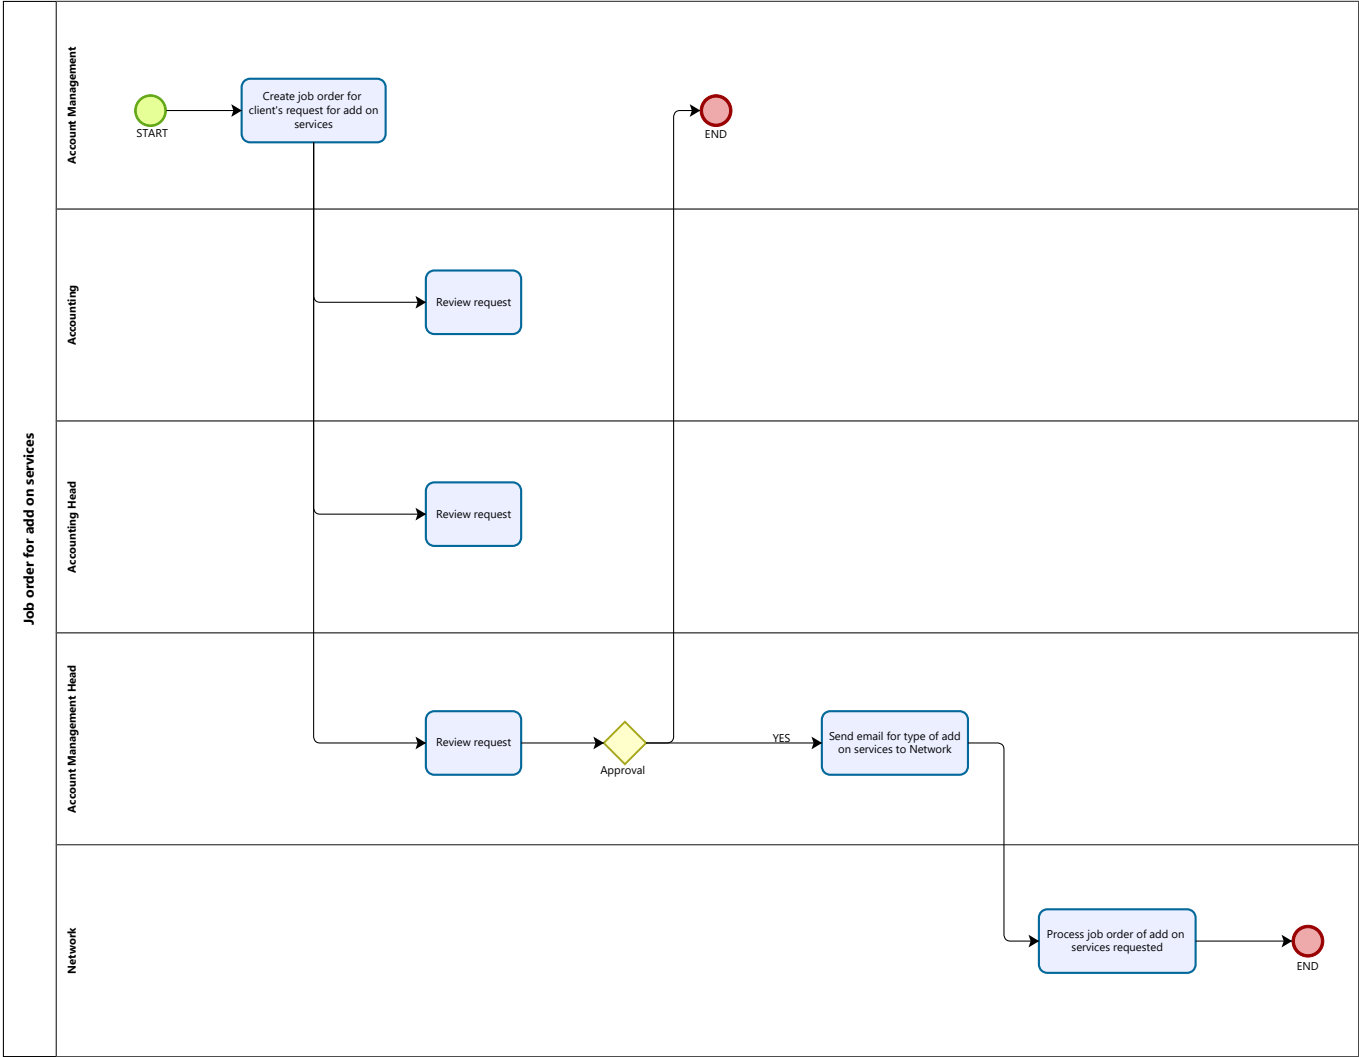 Job order for add on services
Account Management
START
Create job order for
client's request for add on
services
END
Accounting
Review request
Accounting Head
Review request
Account Management Head
Review request
Approval
YES
Send email for type of add
on services to Network
Network
Process job order of add on
services requested
END